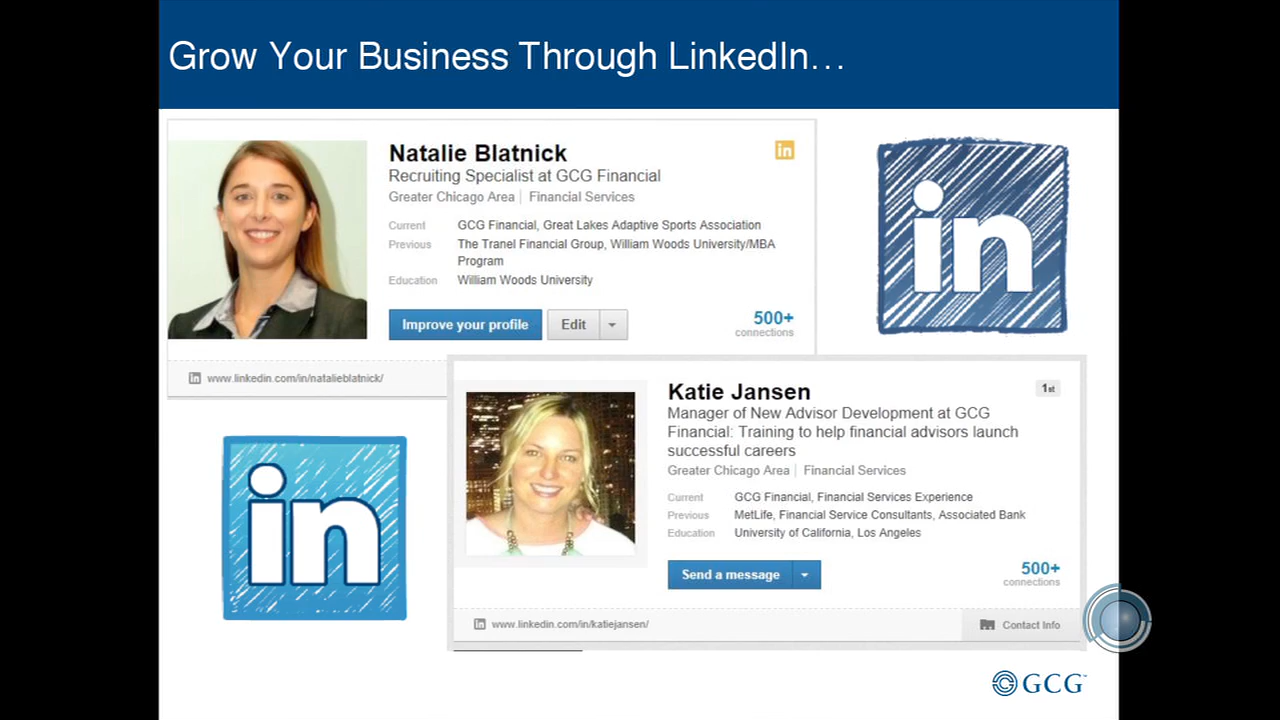 Grow Your Business Through LinkedIn…
Natalie Blatnick
in
Recruiting Specialist at GCG Financial
Greater Chicago Area | Financial Services
Current GCG Financial, Great Lakes Adaptive Sports Association
Previous The Tranel Financial Group, William Woods University/MBA
Program
Education William Woods University
Improve your profile Edit
500+
connections
in www.linkedin.com/in/natalieblatnick/
in
Katie Jansen
1st
Manager of New Advisor Development at GCG
Financial: Training to help financial advisors launch
successful careers
Greater Chicago Area | Financial Services
Current GCG Financial, Financial Services Experience
Previous MetLife, Financial Service Consultants, Associated Bank
Education University of California, Los Angeles
Send a message
500+
connections
in www.linkedin.com/in/katiejansen/
Contact Info
in
GCG